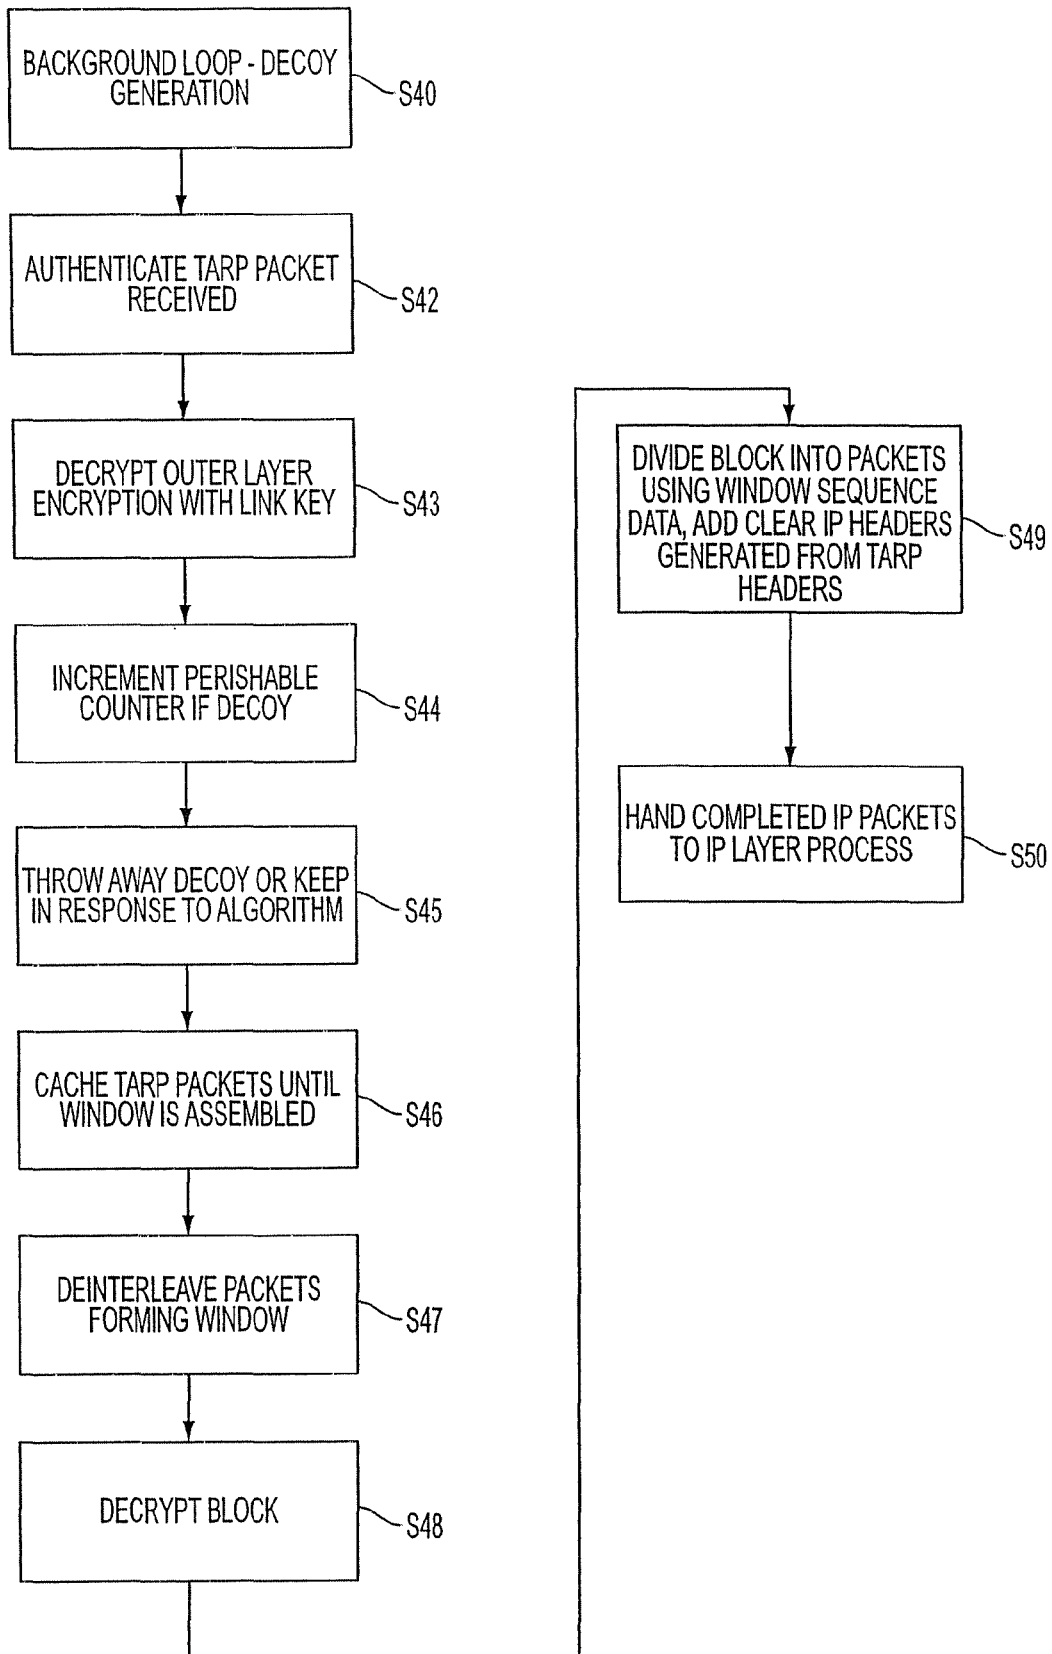 BACKGROUND LOOP - DECOY
GENERATION
S40
AUTHENTICATE TARP PACKET
RECEIVED
S42
DECRYPT OUTER LAYER
ENCRYPTION WITH LINK KEY
S43
INCREMENT PERISHABLE
COUNTER IF DECOY
S44
THROW AWAY DECOY OR KEEP
IN RESPONSE TO ALGORITHM
S45
CACHE TARP PACKETS UNTIL
WINDOW IS ASSEMBLED
S46
DEINTERLEAVE PACKETS
FORMING WINDOW
S47
DECRYPT BLOCK
S48
DIVIDE BLOCK INTO PACKETS
USING WINDOW SEQUENCE
DATA, ADD CLEAR IP HEADERS
GENERATED FROM TARP
HEADERS
S49
HAND COMPLETED IP PACKETS
TO IP LAYER PROCESS
S50